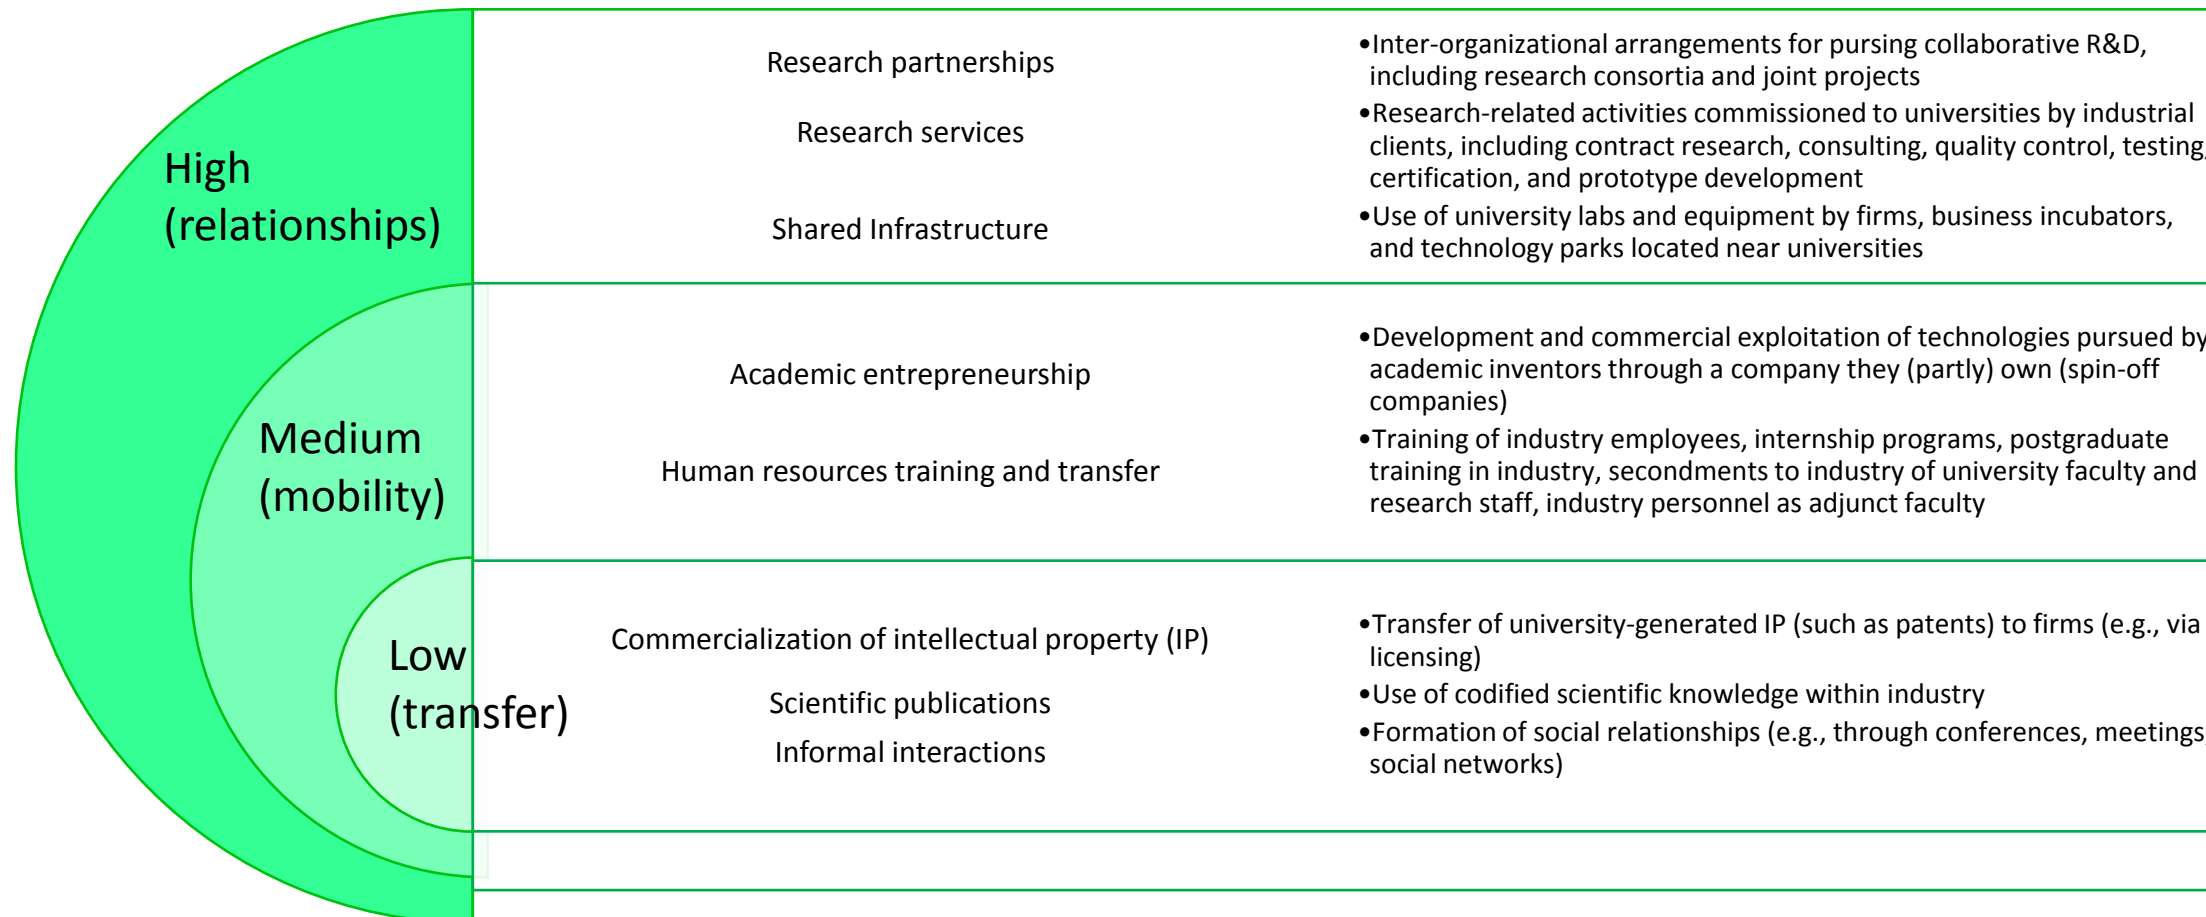 High
(relationships)
Research partnerships
Research services
Shared Infrastructure
•Inter-organizational arrangements for pursing collaborative R&D,
including research consortia and joint projects
•Research-related activities commissioned to universities by industrial
clients, including contract research, consulting, quality control, testing,
certification, and prototype development
•Use of university labs and equipment by firms, business incubators,
and technology parks located near universities
Medium
(mobility)
Academic entrepreneurship
Human resources training and transfer
•Development and commercial exploitation of technologies pursued by
academic inventors through a company they (partly) own (spin-off
companies)
•Training of industry employees, internship programs, postgraduate
training in industry, secondments to industry of university faculty and
research staff, industry personnel as adjunct faculty
Low
(transfer)
Commercialization of intellectual property (IP)
Scientific publications
Informal interactions
•Transfer of university-generated IP (such as patents) to firms (e.g., via
licensing)
•Use of codified scientific knowledge within industry
•Formation of social relationships (e.g., through conferences, meetings,
social networks)